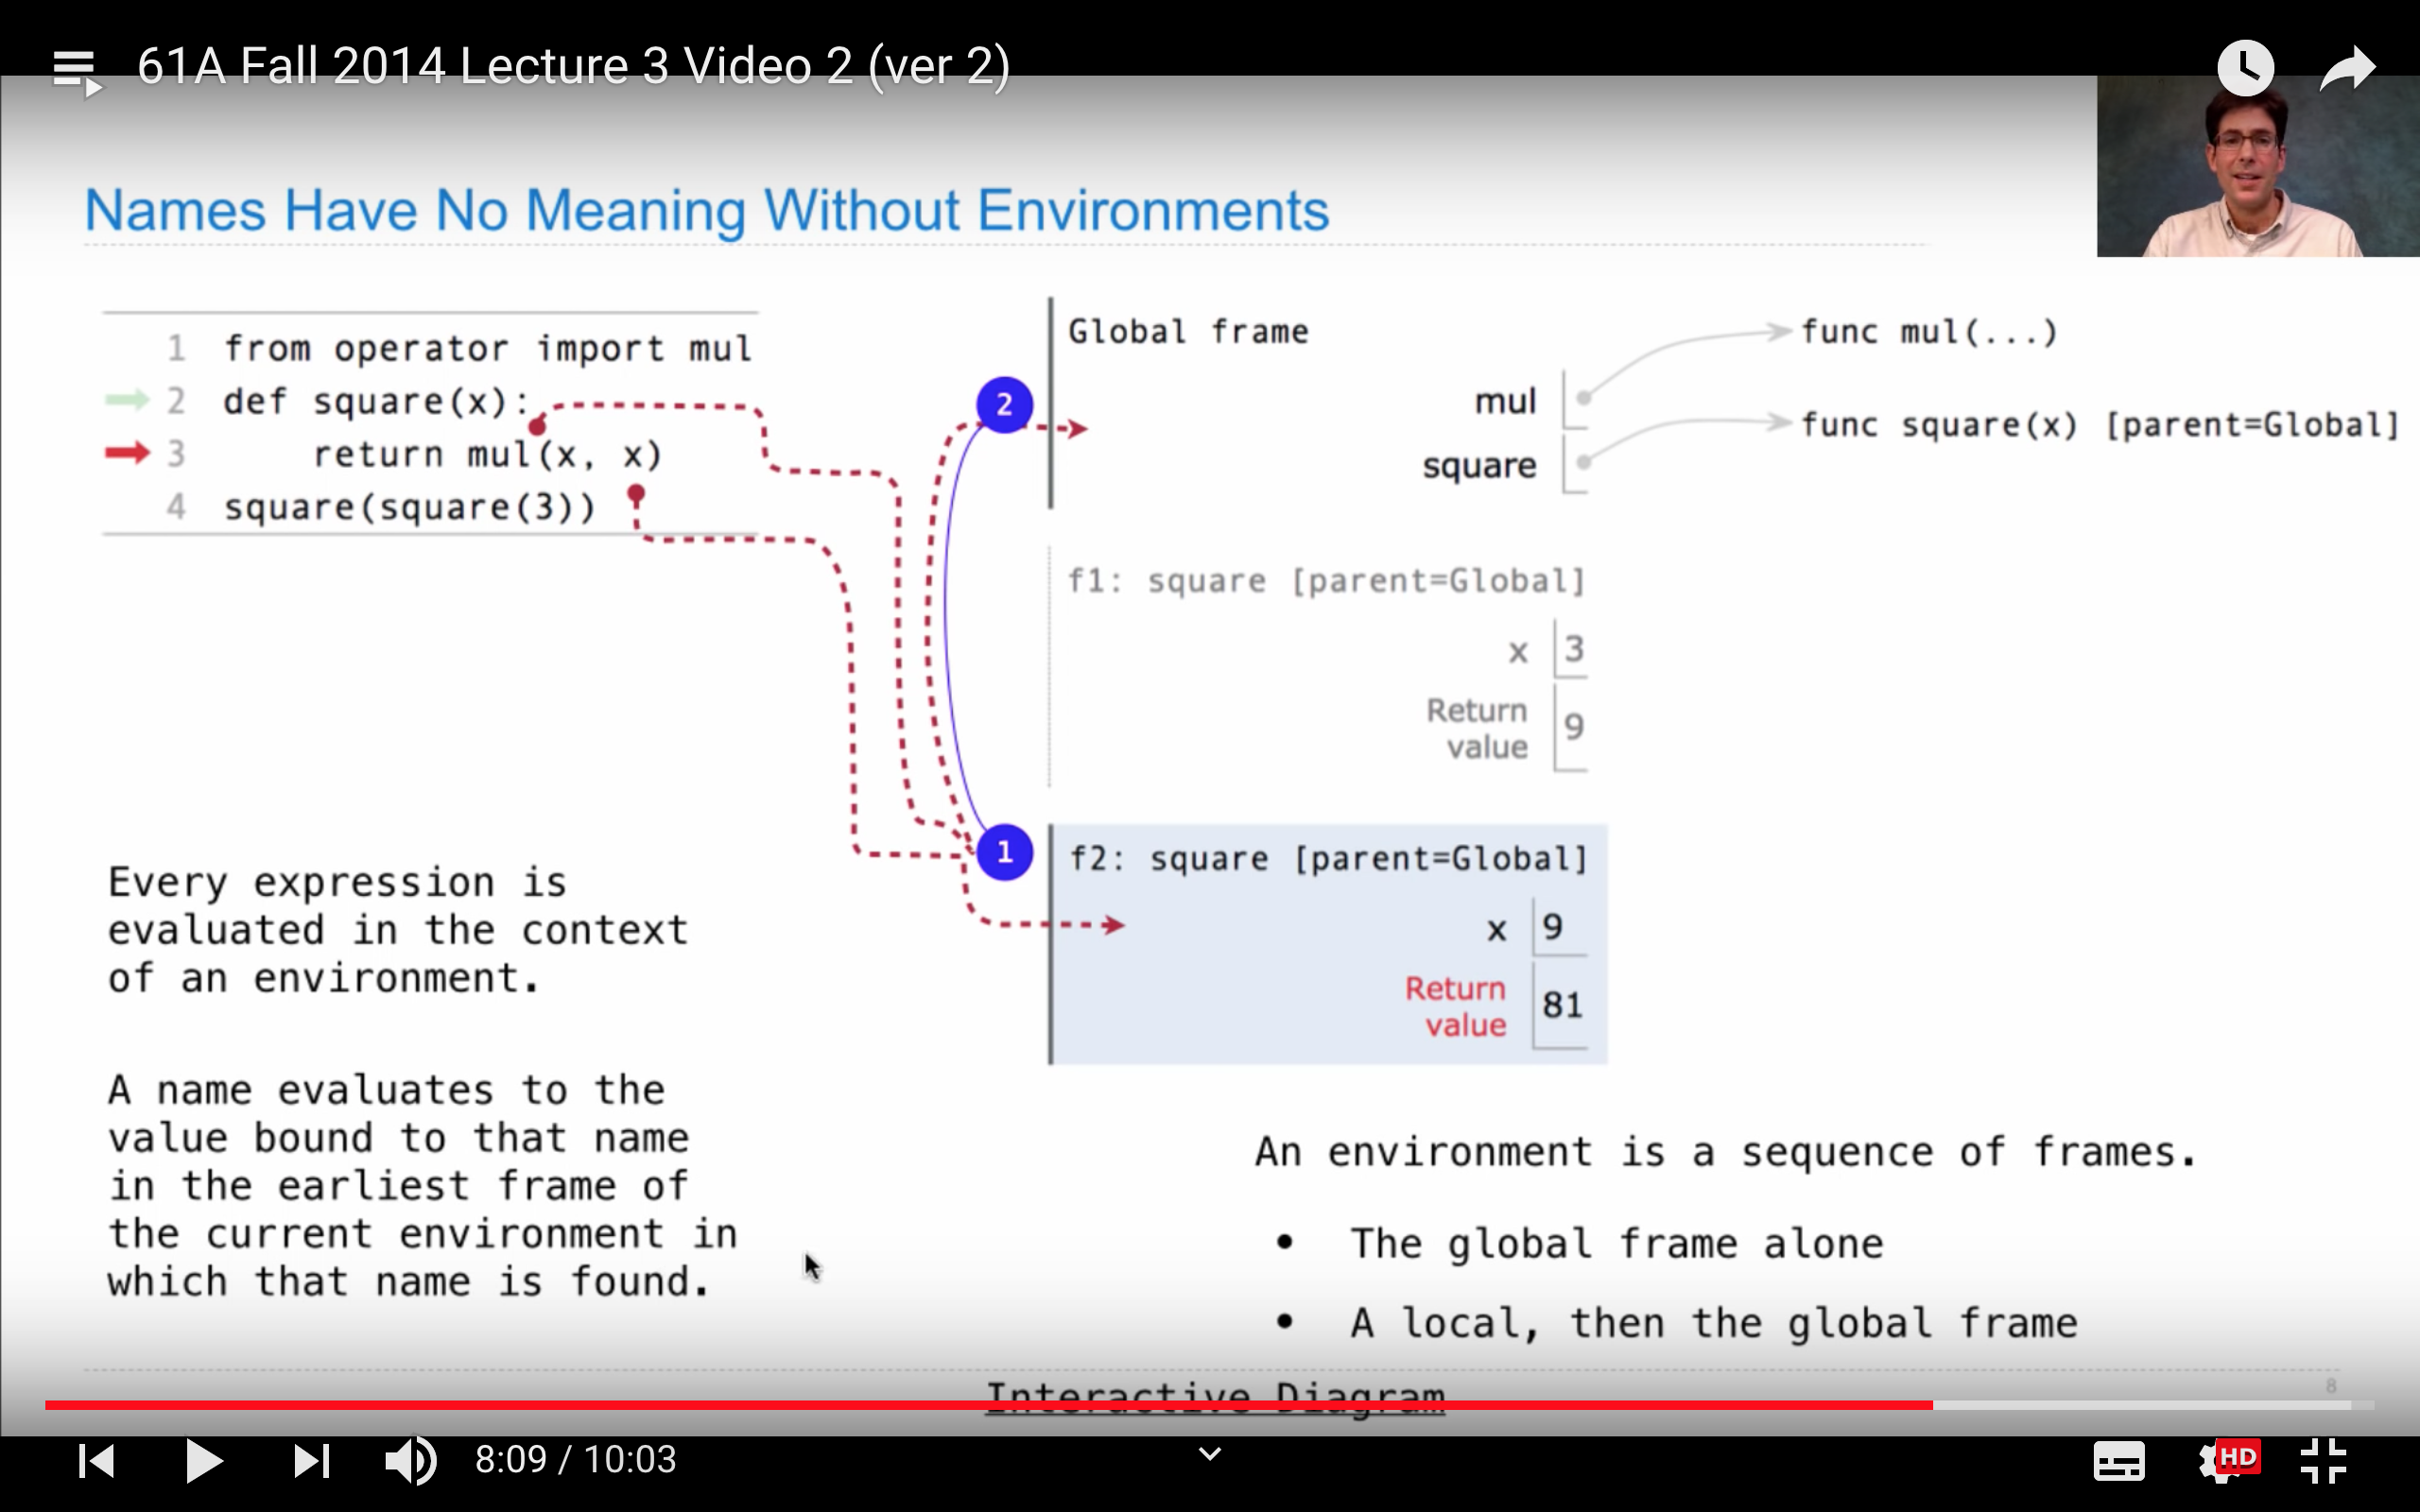 61A Fall 2014 Lecture 3 Video 2 (ver 2)
Names Have No Meaning Without Environments
1 from operator import mul
2 def square(x):
3 return mul(x, x)
4 square(square(3))
Every expression is
evaluated in the context
of an environment.
A name evaluates to the
value bound to that name
in the earliest frame of
the current environment in
which that name is found.
2
Global frame
mul
square
func mul(...)
func square(x) [parent=Global]
f1: square [parent=Global]
x 3
Return
value
9
1
f2: square [parent=Global]
x 9
Return
value
81
An environment is a sequence of frames.
• The global frame alone
• A local, then the global frame
Interactive Diagram
8
8:09 / 10:03
HD